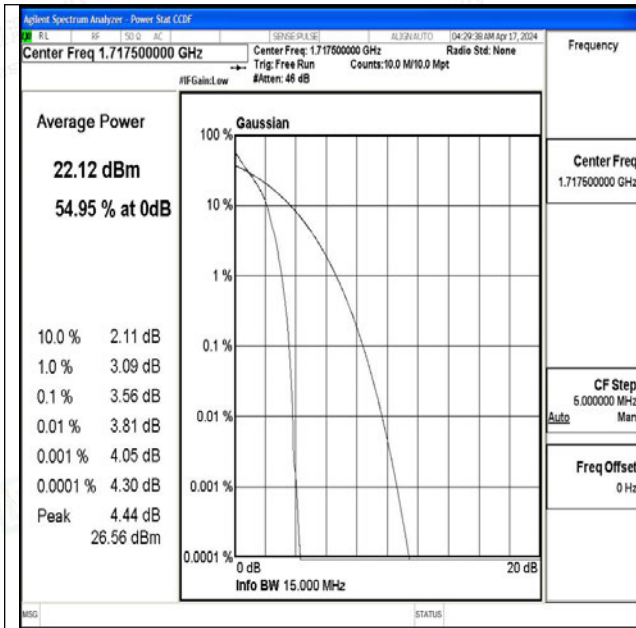 Agilent Spectrum Analyzer - Power Stat CCDF
RL RF 50 Ω AC SENSE:PULSE ALIGNAUTO 04:29:38 AM Apr 17, 2024
Center Freq 1.717500000 GHz
Center Freq: 1.717500000 GHz Radio Std: None
Trig: Free Run Counts:10.0 M/10.0 Mpt
#IFGain:Low #Atten: 46 dB
Frequency
Average Power
22.12 dBm
54.95 % at 0dB
10.0 % 2.11 dB
1.0 % 3.09 dB
0.1 % 3.56 dB
0.01 % 3.81 dB
0.001 % 4.05 dB
0.0001 % 4.30 dB
Peak 4.44 dB
26.56 dBm
Gaussian
100 %
10 %
1 %
0.1 %
0.01 %
0.001 %
0.0001 %
0 dB 20 dB
Info BW 15.000 MHz
Center Freq
1.717500000 GHz
CF Step
5.000000 MHz
Auto Man
Freq Offset
0 Hz
MSG STATUS